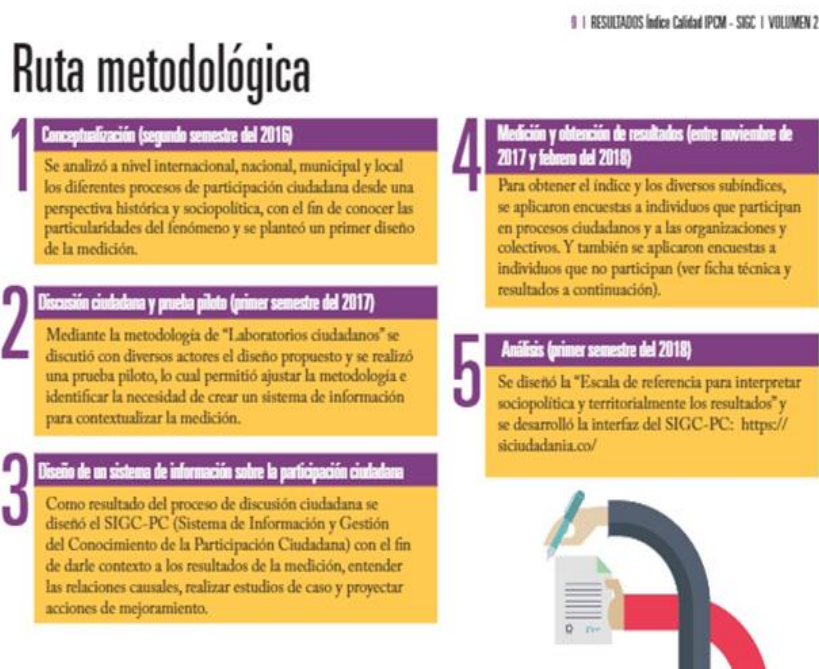 9 | RESULTADOS Índice Calidad IPCM - SIGC | VOLUMEN 2
Ruta metodológica
1
Conceptualización (segundo semestre del 2016)
Se analizó a nivel internacional, nacional, municipal y local
los diferentes procesos de participación ciudadana desde una
perspectiva histórica y sociopolítica, con el fin de conocer las
particularidades del fenómeno y se planteó un primer diseño
de la medición.
2
Discusión ciudadana y prueba piloto (primer semestre del 2017)
Mediante la metodología de “Laboratorios ciudadanos” se
discutió con diversos actores el diseño propuesto y se realizó
una prueba piloto, lo cual permitió ajustar la metodología e
identificar la necesidad de crear un sistema de información
para contextualizar la medición.
3
Diseño de un sistema de información sobre la participación ciudadana
Como resultado del proceso de discusión ciudadana se
diseñó el SIGC-PC (Sistema de Información y Gestión
del Conocimiento de la Participación Ciudadana) con el fin
de darle contexto a los resultados de la medición, entender
las relaciones causales, realizar estudios de caso y proyectar
acciones de mejoramiento.
4
Medición y obtención de resultados (entre noviembre de
2017 y febrero del 2018)
Para obtener el índice y los diversos subíndices,
se aplicaron encuestas a individuos que participan
en procesos ciudadanos y a las organizaciones y
colectivos. Y también se aplicaron encuestas a
individuos que no participan (ver ficha técnica y
resultados a continuación).
5
Análisis (primer semestre del 2018)
Se diseñó la “Escala de referencia para interpretar
sociopolítica y territorialmente los resultados” y
se desarrolló la interfaz del SIGC-PC: https://
siciudadania.co/